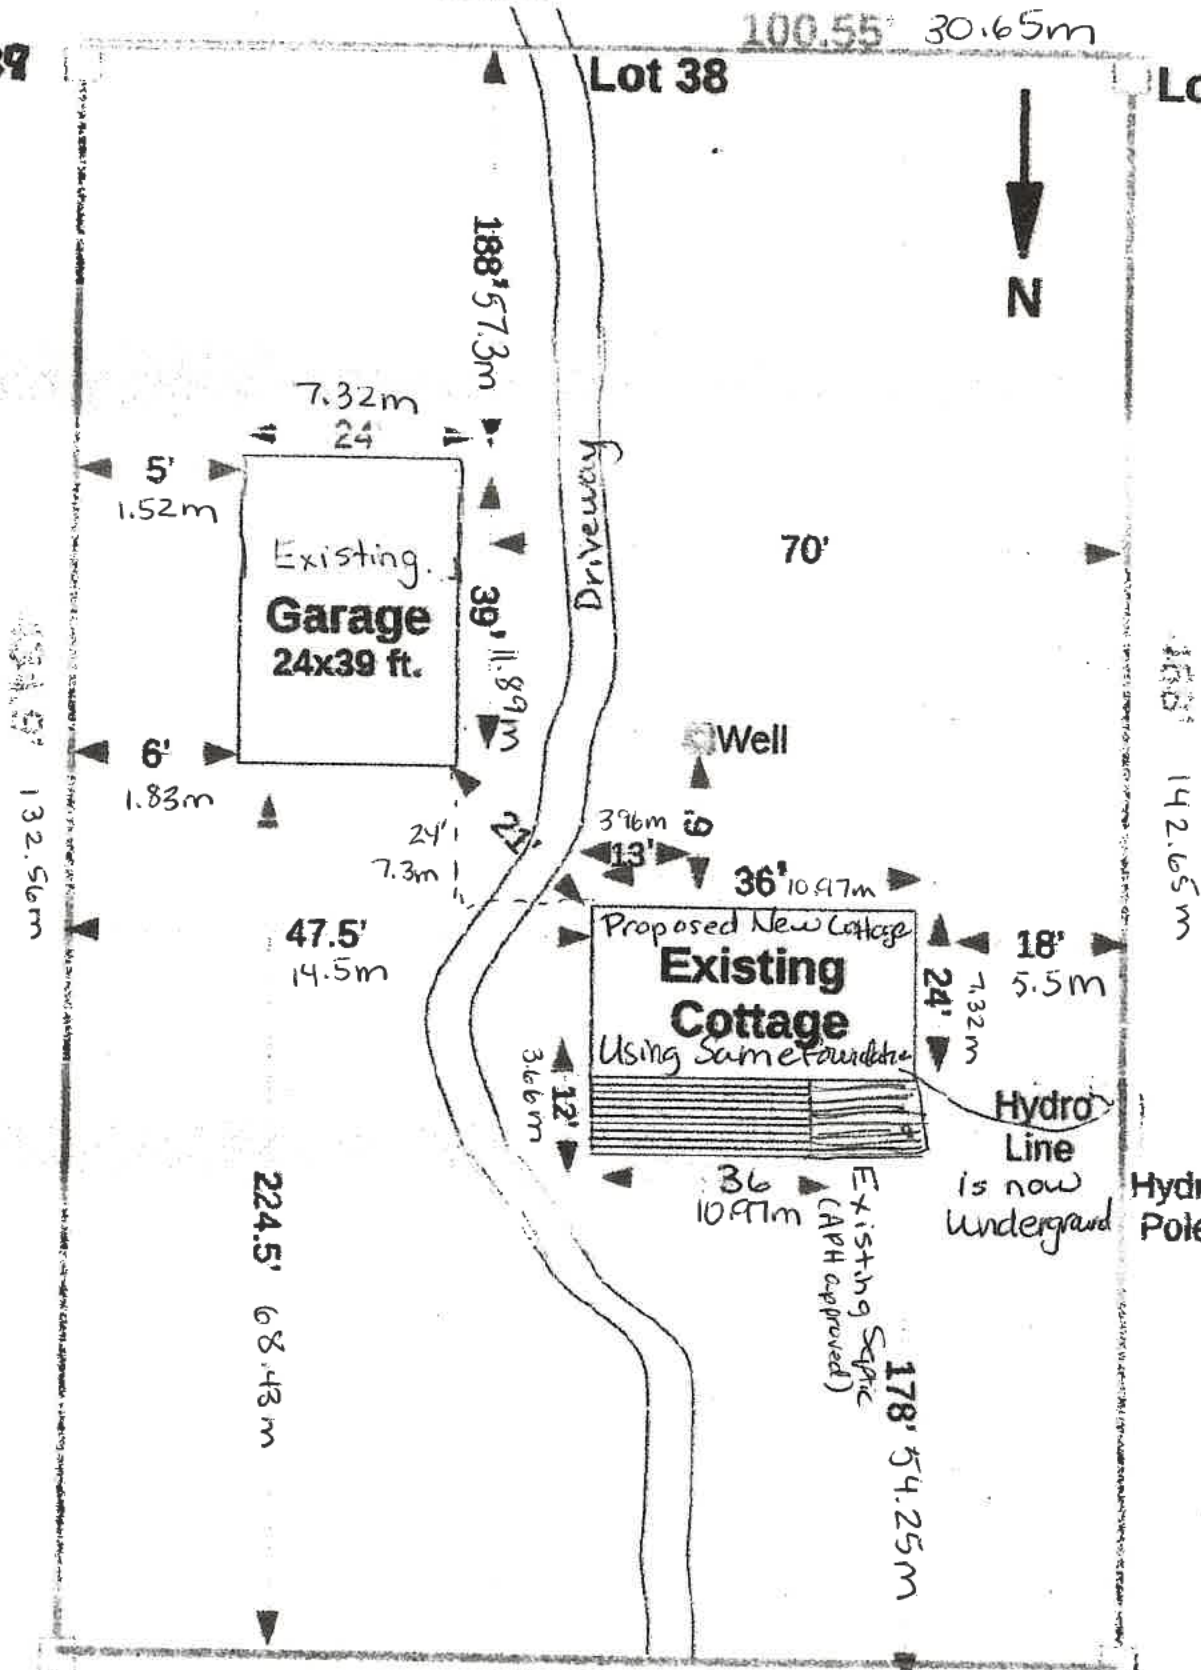 100.55' 30.65m
Lot 38
N
188' 57.3m
7.32m
24
5'
1.52m
Existing.
Garage
24x39 ft.
39' 11.89m
Driveway
70'
6'
1.83m
132.56m
142.65m
Well
24'
7.3m
21'
3.96m
13'
9'
36' 10.97m
47.5'
14.5m
Proposed New Cottage
Existing
Cottage
Using Same Foundation
24' 7.32m
18'
5.5m
12'
3.66m
36
10.97m
Hydro
Line
is now
Underground
Existing Septic
(APH approved)
224.5' 68.43m
178' 54.25m